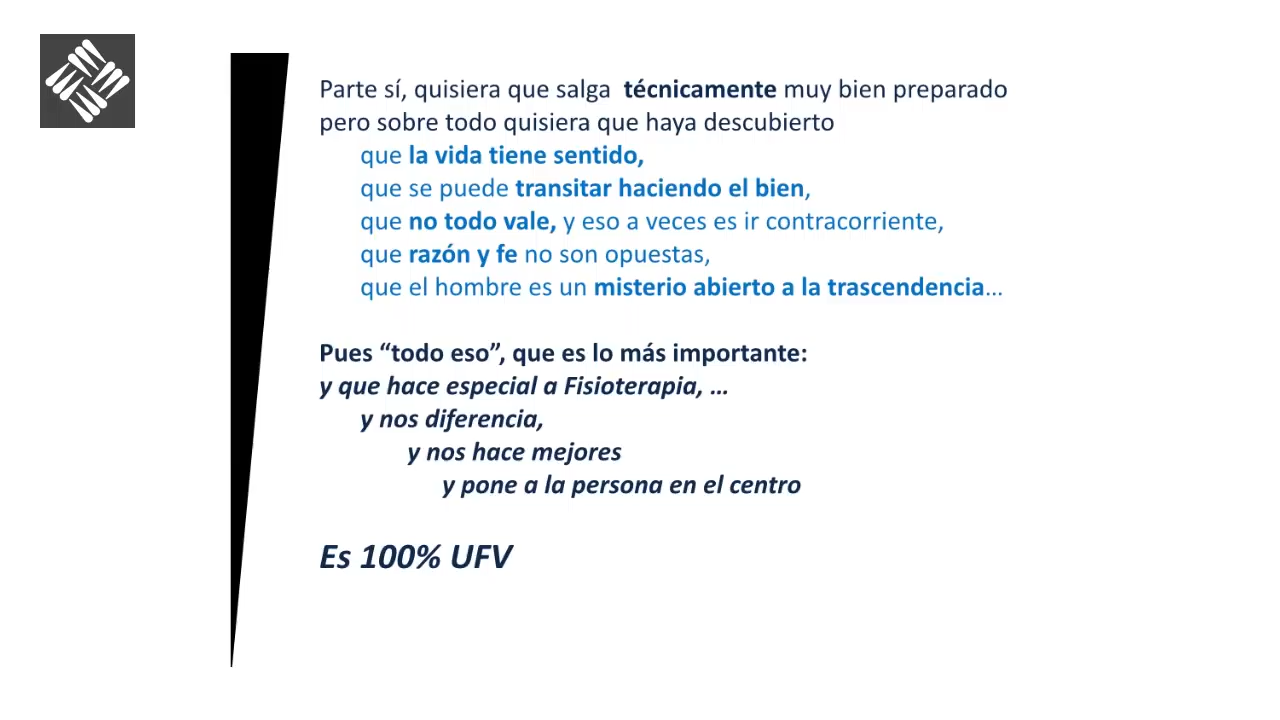 Parte sí, quisiera que salga técnicamente muy bien preparado
pero sobre todo quisiera que haya descubierto
que la vida tiene sentido,
que se puede transitar haciendo el bien,
que no todo vale, y eso a veces es ir contracorriente,
que razón y fe no son opuestas,
que el hombre es un misterio abierto a la trascendencia…
Pues “todo eso”, que es lo más importante:
y que hace especial a Fisioterapia, …
y nos diferencia,
y nos hace mejores
y pone a la persona en el centro
Es 100% UFV